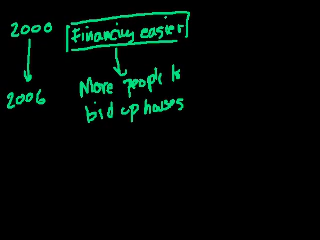 2000
Financing easier
2006
More people to
bid up houses